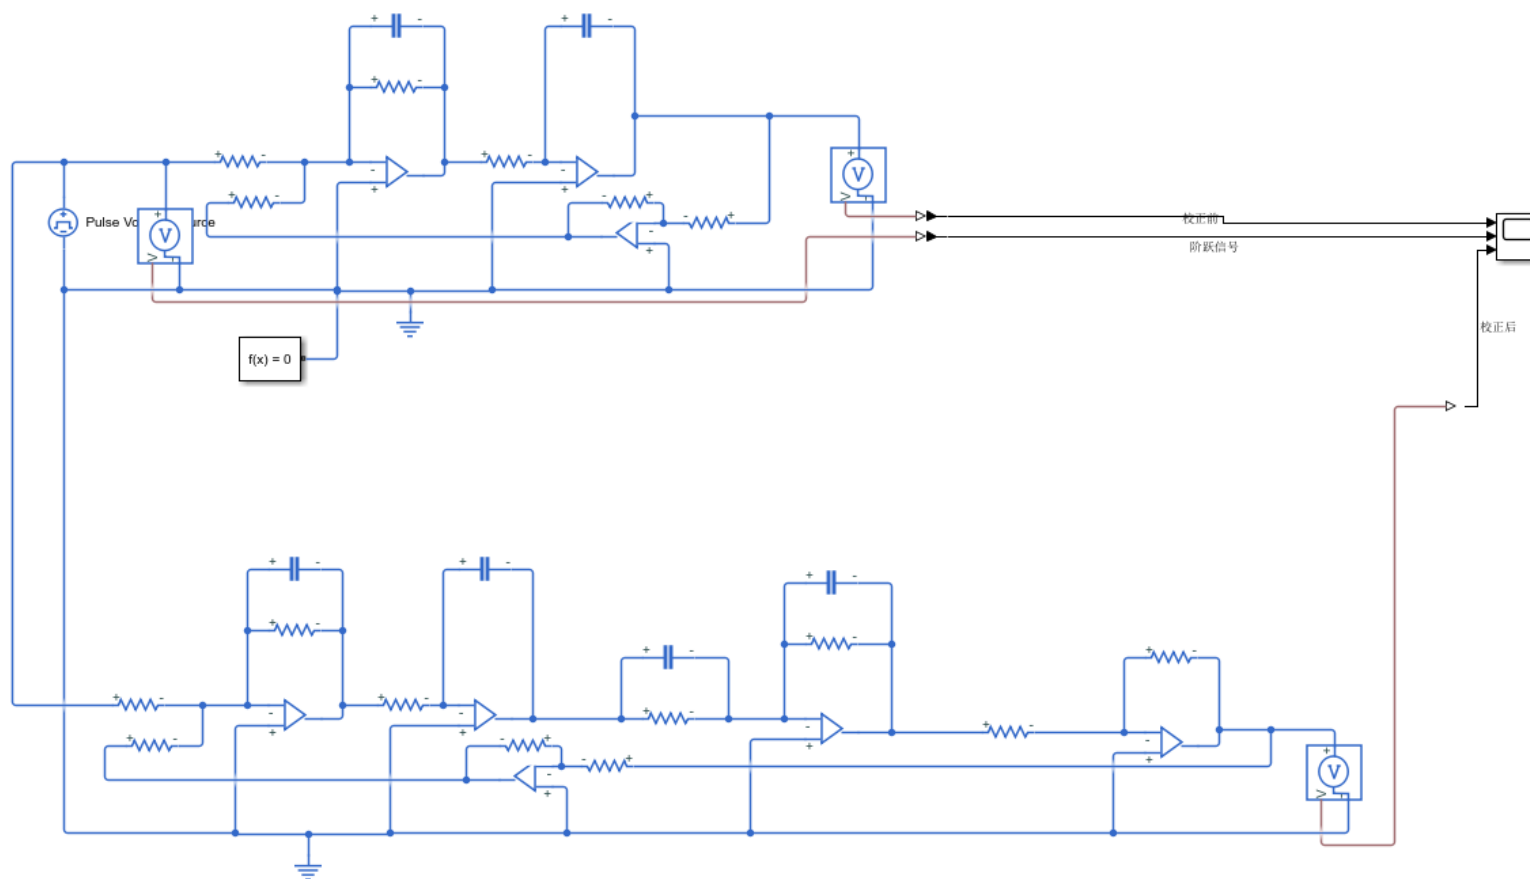 校正前
Pulse Vo
rce
阶跃信号
校正后
f(x) = 0